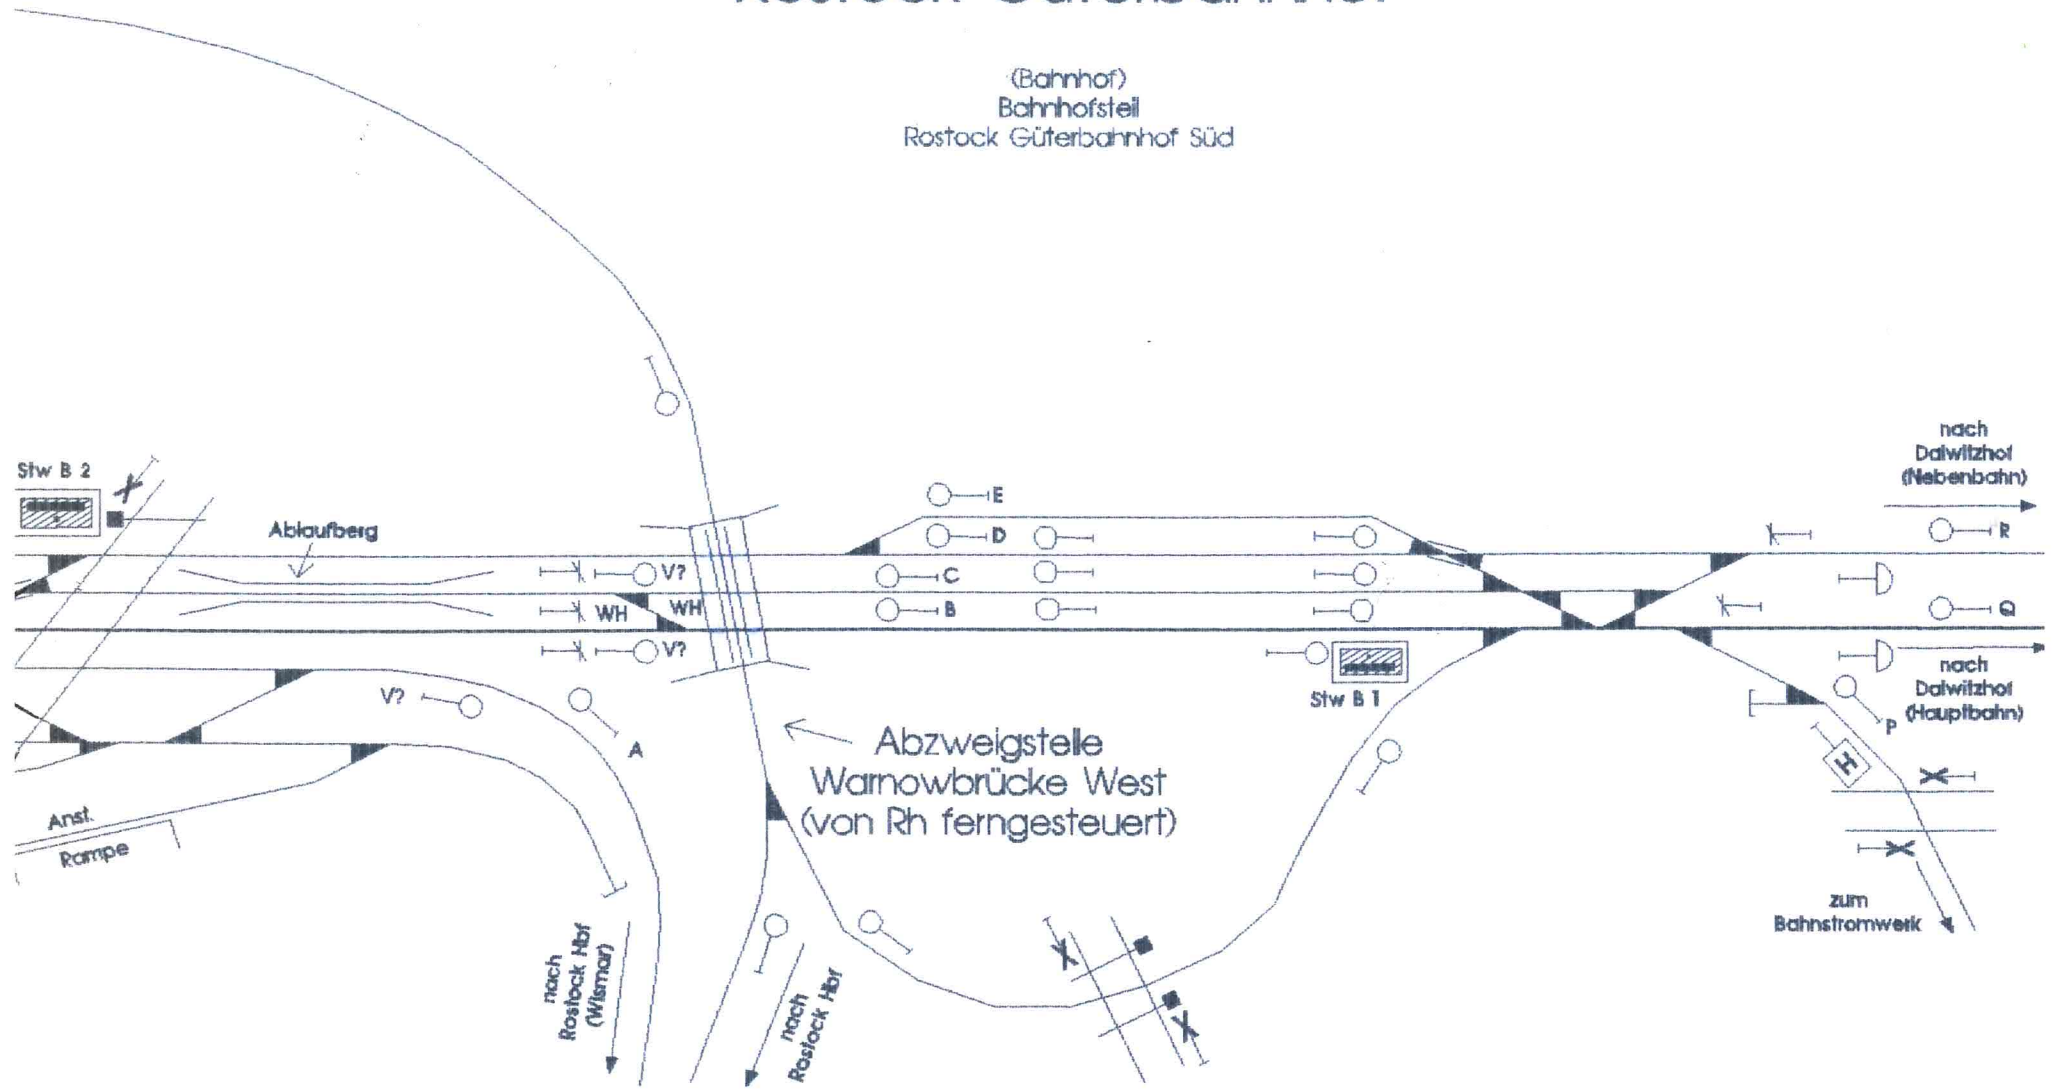 (Bahnhof)
Bahnhofsteil
Rostock Güterbahnhof Süd
nach
Dalwitzhof
(Nebenbahn)
Stw B 2
Ablaufberg
E
D
R
V?
C
WH
WH
B
Q
V?
Stw B 1
nach
Dalwitzhof
(Hauptbahn)
V?
A
P
Abzweigstelle
Warnowbrücke West
(von Rh ferngesteuert)
H
Anst.
Rampe
zum
Bahnstromwerk
nach
Rostock Hbf
(Wismar)
nach
Rostock Hbf